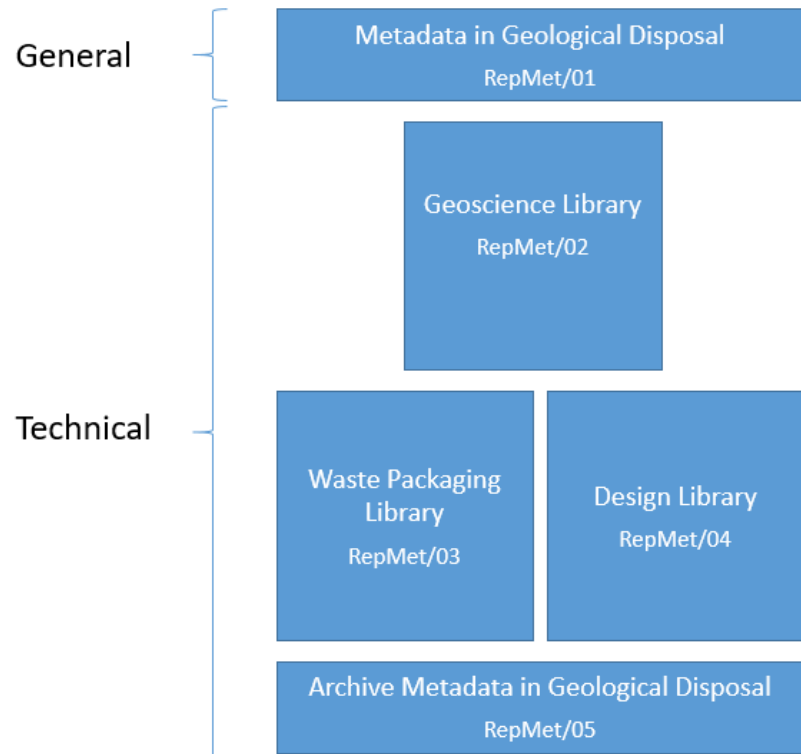 General
Metadata in Geological Disposal
RepMet/01
Geoscience Library
RepMet/02
Technical
Waste Packaging
Library
RepMet/03
Design Library
RepMet/04
Archive Metadata in Geological Disposal
RepMet/05